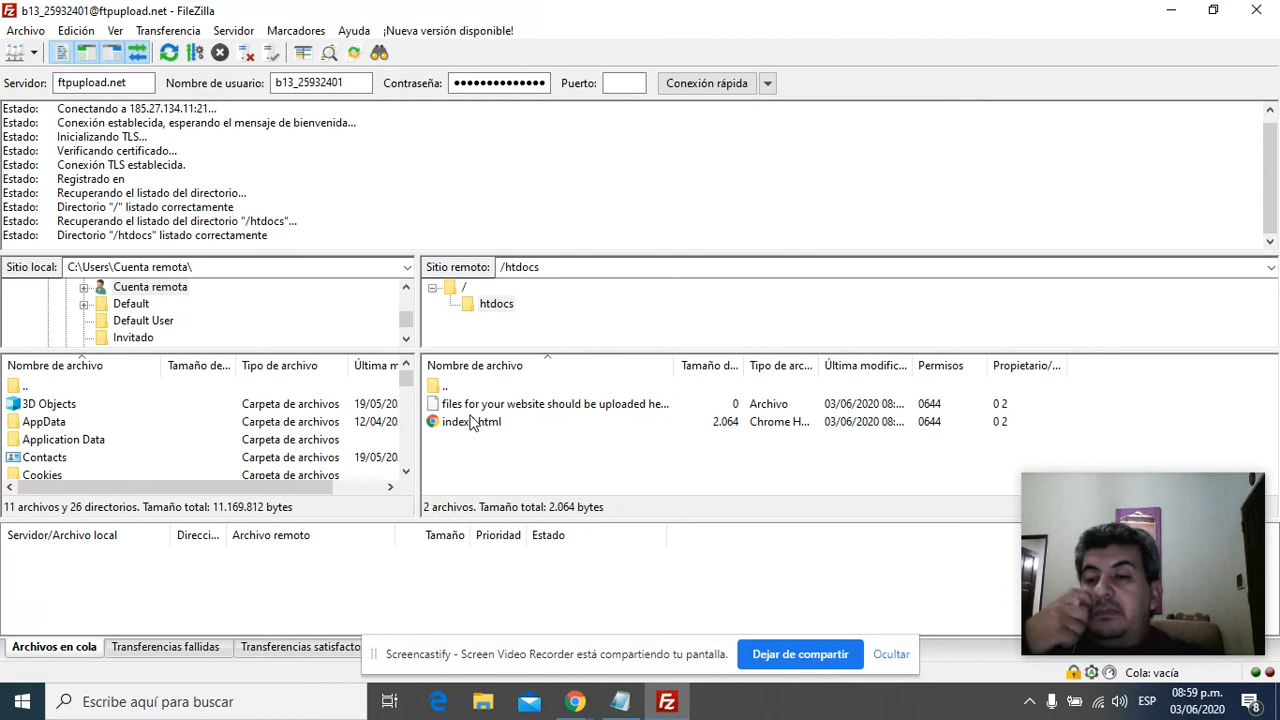 b13_25932401@ftpupload.net - FileZilla
Archivo Edición Ver Transferencia Servidor Marcadores Ayuda ¡Nueva versión disponible!
Servidor: ftpupload.net Nombre de usuario: b13_25932401 Contraseña: ●●●●●●●●●●●●●● Puerto: Conexión rápida
Estado: Conectando a 185.27.134.11:21...
Estado: Conexión establecida, esperando el mensaje de bienvenida...
Estado: Inicializando TLS...
Estado: Verificando certificado...
Estado: Conexión TLS establecida.
Estado: Registrado en
Estado: Recuperando el listado del directorio...
Estado: Directorio "/" listado correctamente
Estado: Recuperando el listado del directorio "/htdocs"...
Estado: Directorio "/htdocs" listado correctamente
Sitio local: C:\Users\Cuenta remota\
Cuenta remota
Default
Default User
Invitado
Sitio remoto: /htdocs
/
htdocs
Nombre de archivo Tamaño de... Tipo de archivo Última m
..
3D Objects Carpeta de archivos 19/05/20
AppData Carpeta de archivos 12/04/20
Application Data Carpeta de archivos
Contacts Carpeta de archivos 19/05/20
Cookies Carpeta de archivos
11 archivos y 26 directorios. Tamaño total: 11.169.812 bytes
Nombre de archivo Tamaño d... Tipo de arc... Última modific... Permisos Propietario/...
..
files for your website should be uploaded he... 0 Archivo 03/06/2020 08:... 0644 0 2
index.html 2.064 Chrome H... 03/06/2020 08:... 0644 0 2
2 archivos. Tamaño total: 2.064 bytes
Servidor/Archivo local Direcci... Archivo remoto Tamaño Prioridad Estado
Archivos en cola Transferencias fallidas Transferencias satisfacto
Screencastify - Screen Video Recorder está compartiendo tu pantalla. Dejar de compartir Ocultar
Cola: vacía
Escribe aquí para buscar
ESP
08:59 p.m.
03/06/2020
8